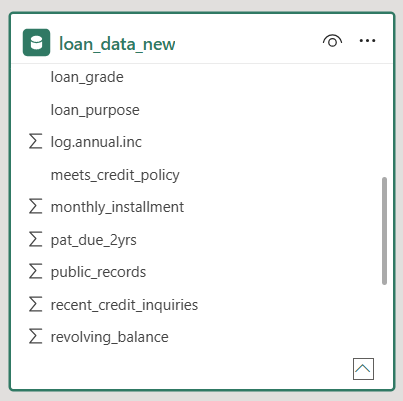 loan_data_new
loan_grade
loan_purpose
∑ log.annual.inc
meets_credit_policy
∑ monthly_installment
∑ pat_due_2yrs
∑ public_records
∑ recent_credit_inquiries
∑ revolving_balance